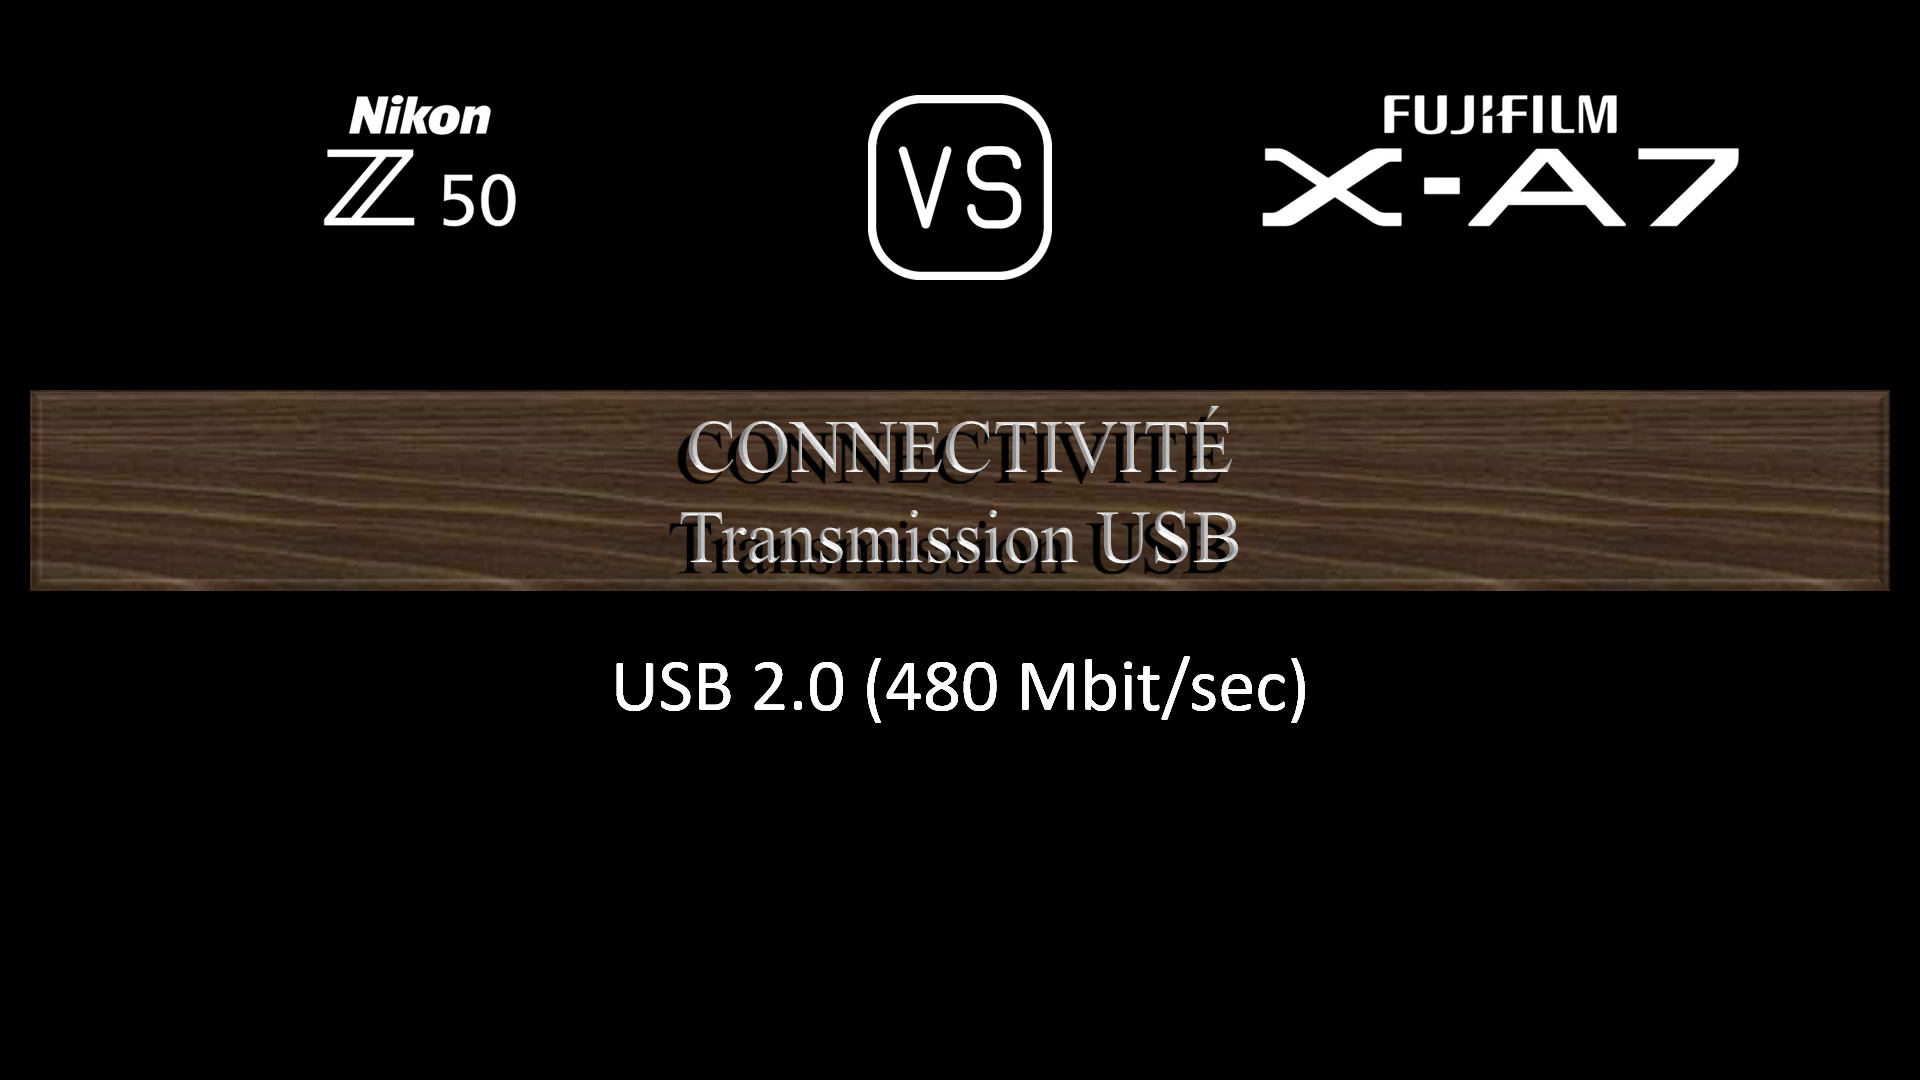 Nikon
Z 50
VS
FUJIFILM
X-A7
CONNECTIVITÉ
Transmission USB
USB 2.0 (480 Mbit/sec)